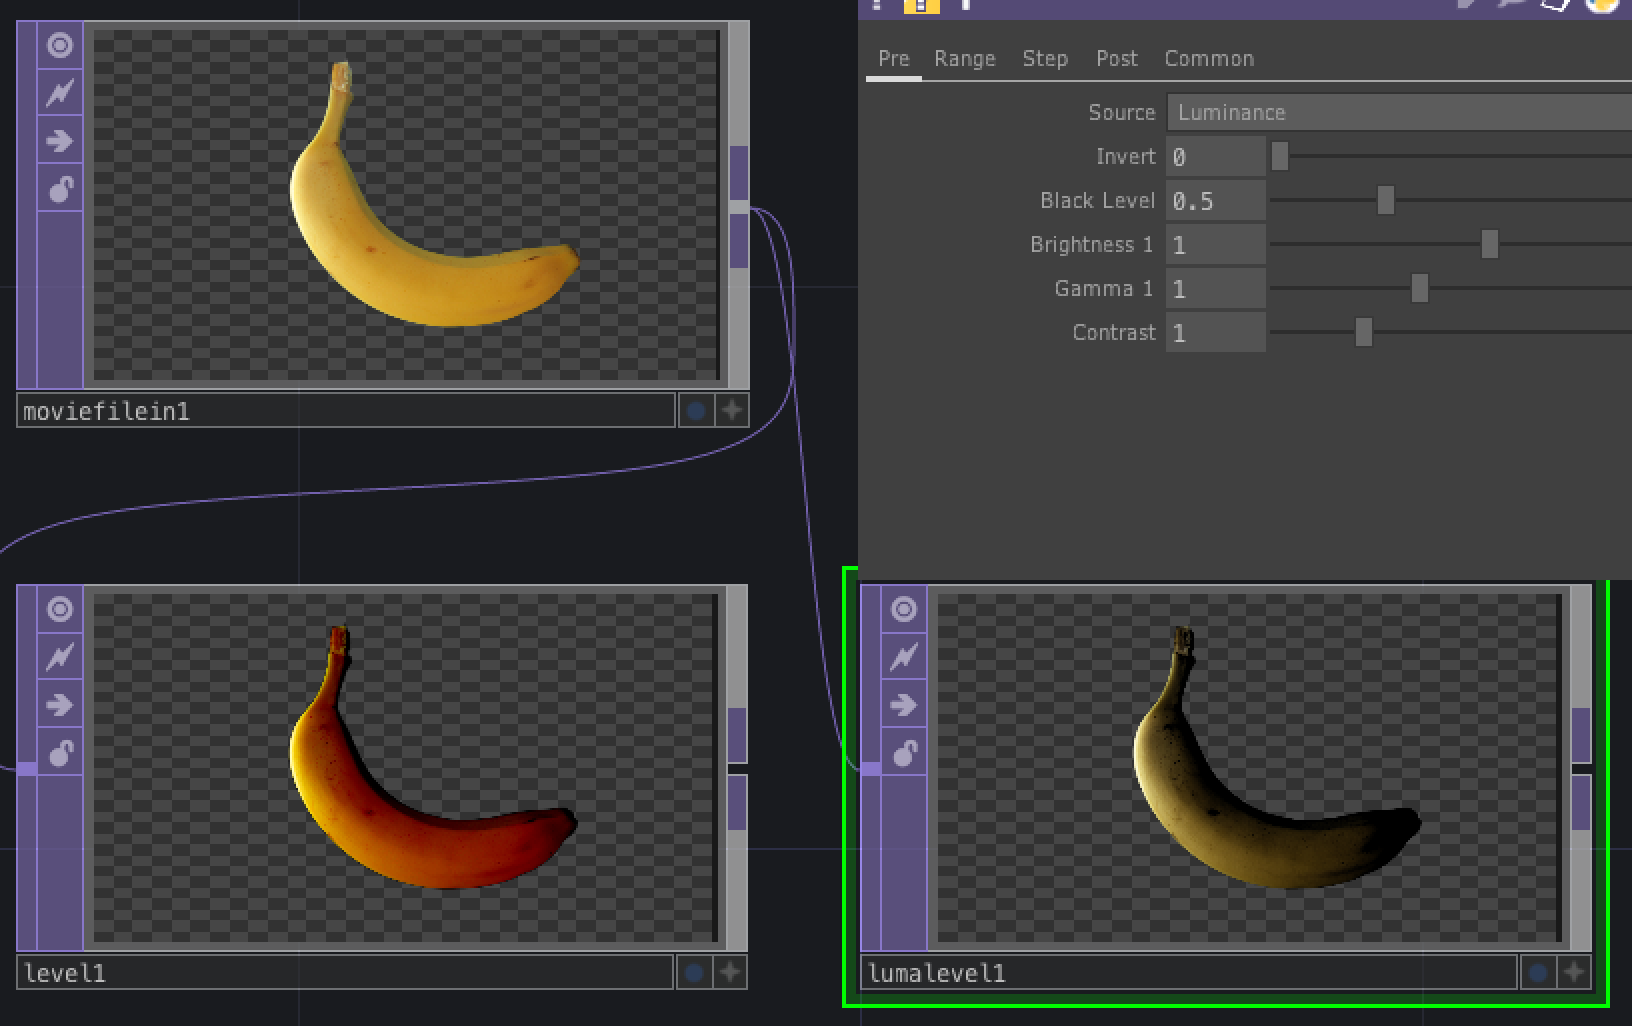 Pre Range Step Post Common
Source Luminance
Invert 0
Black Level 0.5
Brightness 1 1
Gamma 1 1
Contrast 1
moviefilein1
level1
lumalevel1